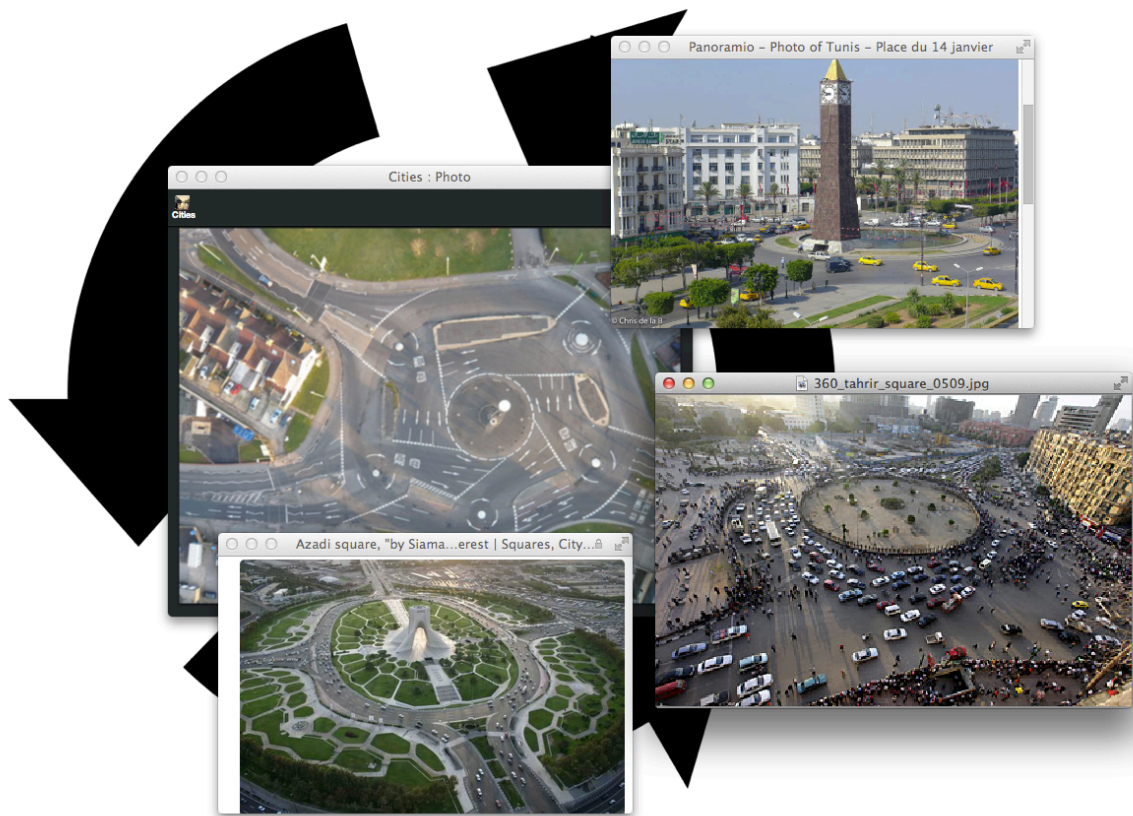 Panoramio - Photo of Tunis - Place du 14 janvier
© Chris de la B
Cities : Photo
Cities
360_tahrir_square_0509.jpg
Azadi square, "by Siama...erest | Squares, City...